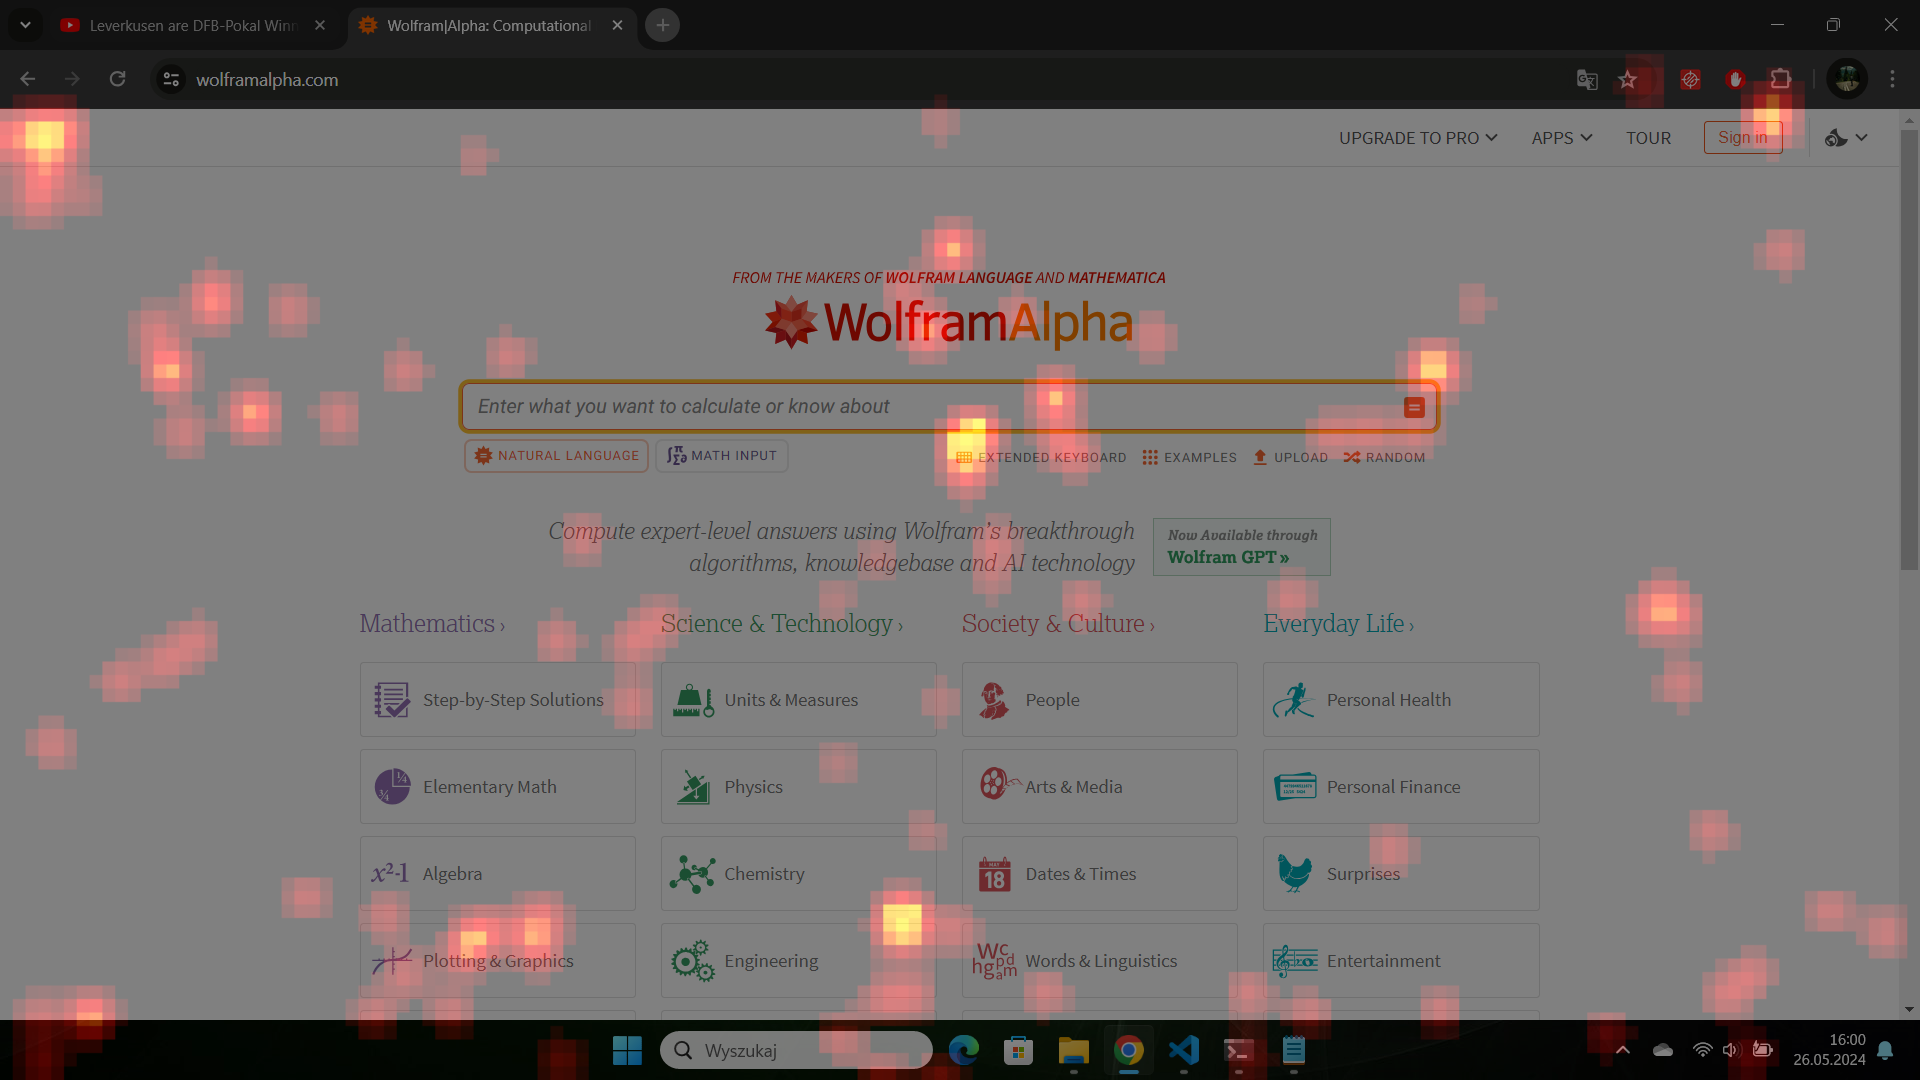 Leverkusen are DFB-Pokal Winn
Wolfram|Alpha: Computational
wolframalpha.com
UPGRADE TO PRO
APPS
TOUR
Sign in
FROM THE MAKERS OF WOLFRAM LANGUAGE AND MATHEMATICA
WolframAlpha
Enter what you want to calculate or know about
NATURAL LANGUAGE
MATH INPUT
EXTENDED KEYBOARD
EXAMPLES
UPLOAD
RANDOM
Compute expert-level answers using Wolfram's breakthrough
algorithms, knowledgebase and AI technology
Now Available through
Wolfram GPT »
Mathematics ›
Science & Technology ›
Society & Culture ›
Everyday Life ›
Step-by-Step Solutions
Units & Measures
People
Personal Health
Elementary Math
Physics
Arts & Media
Personal Finance
x²-1 Algebra
Chemistry
18 Dates & Times
Surprises
Plotting & Graphics
Engineering
Words & Linguistics
Entertainment
Wyszukaj
16:00
26.05.2024